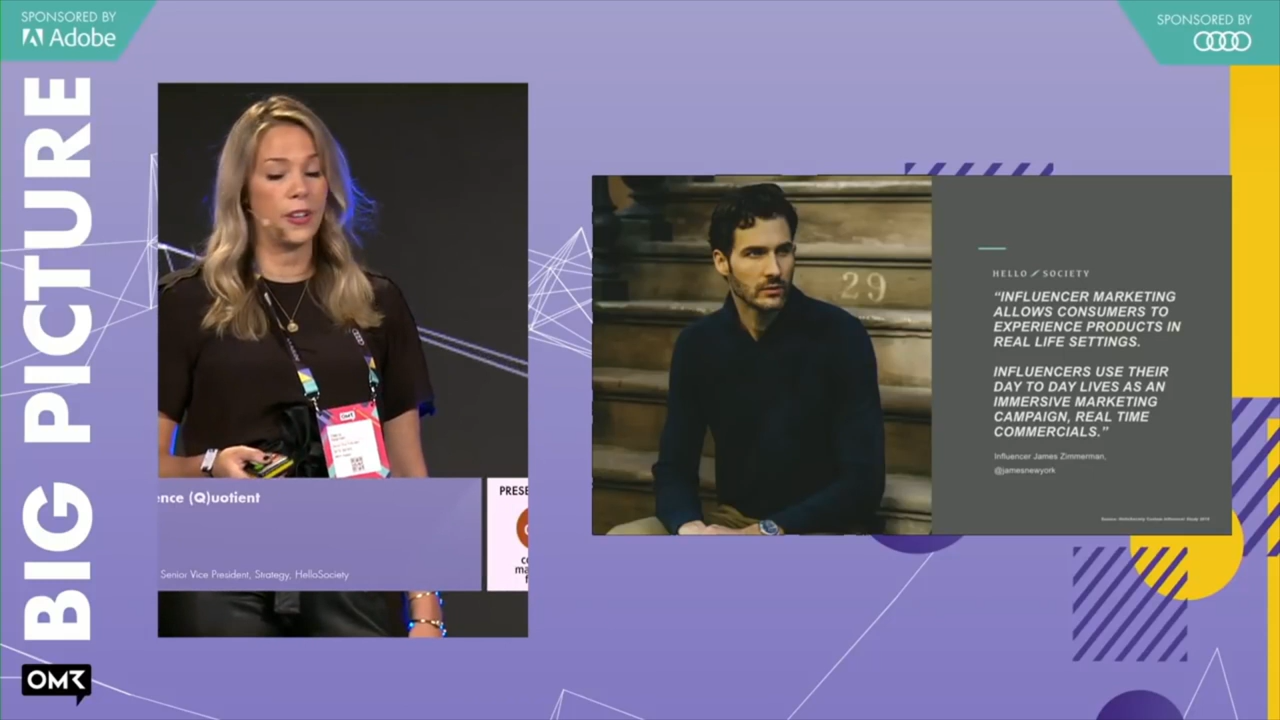 SPONSORED BY
Adobe
SPONSORED BY
BIG PICTURE
OMR
OMR
ence (Q)uotient
Senior Vice President, Strategy, HelloSociety
PRESE
29
HELLO SOCIETY
“INFLUENCER MARKETING
ALLOWS CONSUMERS TO
EXPERIENCE PRODUCTS IN
REAL LIFE SETTINGS.
INFLUENCERS USE THEIR
DAY TO DAY LIVES AS AN
IMMERSIVE MARKETING
CAMPAIGN, REAL TIME
COMMERCIALS.”
Influencer James Zimmerman,
@jamesnewyork